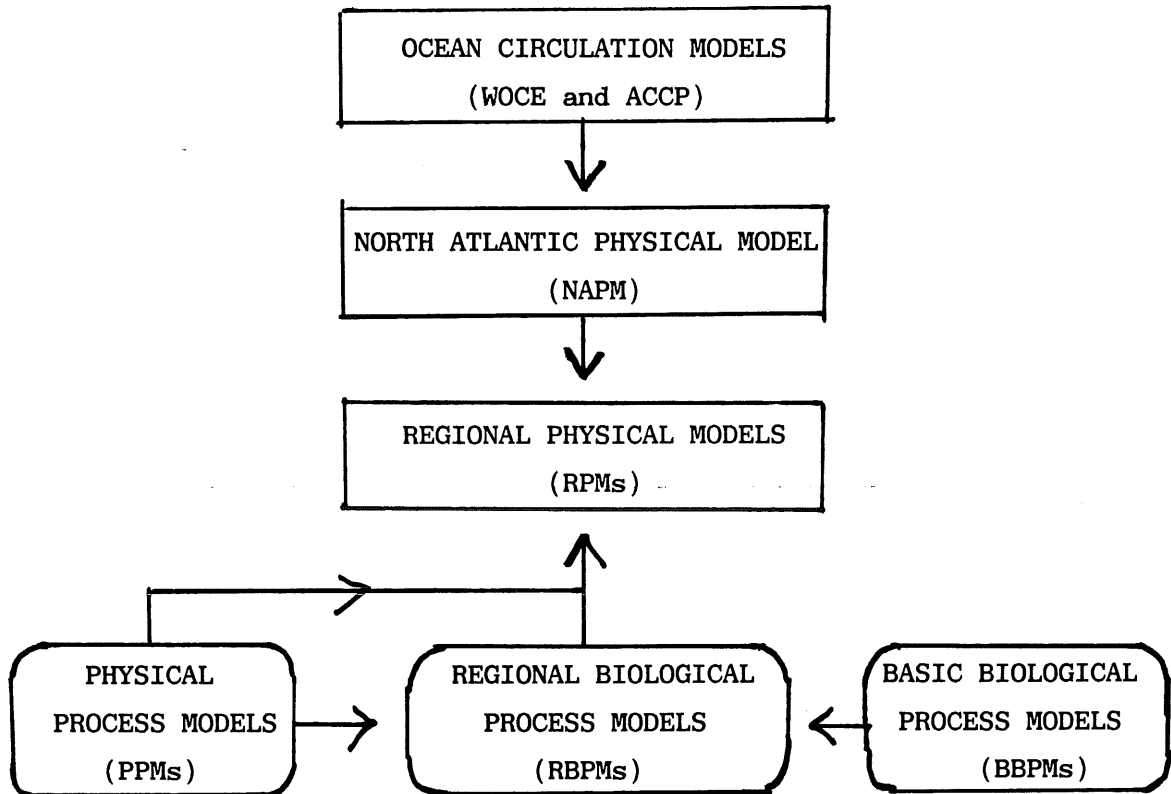 OCEAN CIRCULATION MODELS
(WOCE and ACCP)
NORTH ATLANTIC PHYSICAL MODEL
(NAPM)
REGIONAL PHYSICAL MODELS
(RPMs)
PHYSICAL
PROCESS MODELS
(PPMs)
REGIONAL BIOLOGICAL
PROCESS MODELS
(RBPMs)
BASIC BIOLOGICAL
PROCESS MODELS
(BBPMs)